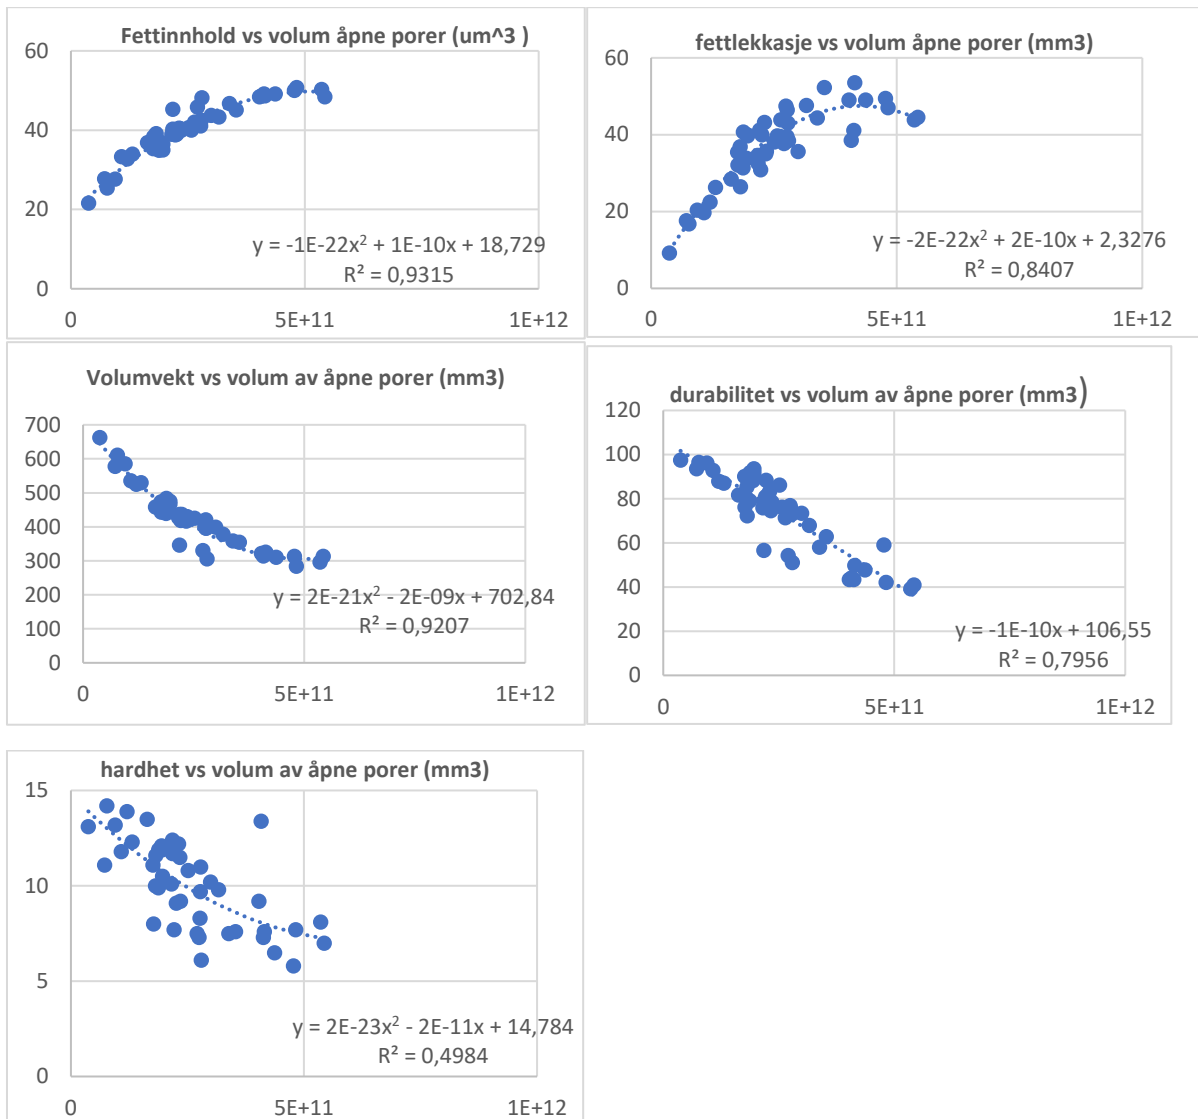 Fettinnhold vs volum åpne porer (um^3 )
60
40
20
0
y = -1E-22x² + 1E-10x + 18,729
R² = 0,9315
0 5E+11 1E+12
fettlekkasje vs volum åpne porer (mm3)
60
40
20
0
y = -2E-22x² + 2E-10x + 2,3276
R² = 0,8407
0 5E+11 1E+12
Volumvekt vs volum av åpne porer (mm3)
700
600
500
400
300
200
100
0
y = 2E-21x² - 2E-09x + 702,84
R² = 0,9207
0 5E+11 1E+12
durabilitet vs volum av åpne porer (mm3)
120
100
80
60
40
20
0
y = -1E-10x + 106,55
R² = 0,7956
0 5E+11 1E+12
hardhet vs volum av åpne porer (mm3)
15
10
5
0
y = 2E-23x² - 2E-11x + 14,784
R² = 0,4984
0 5E+11 1E+12